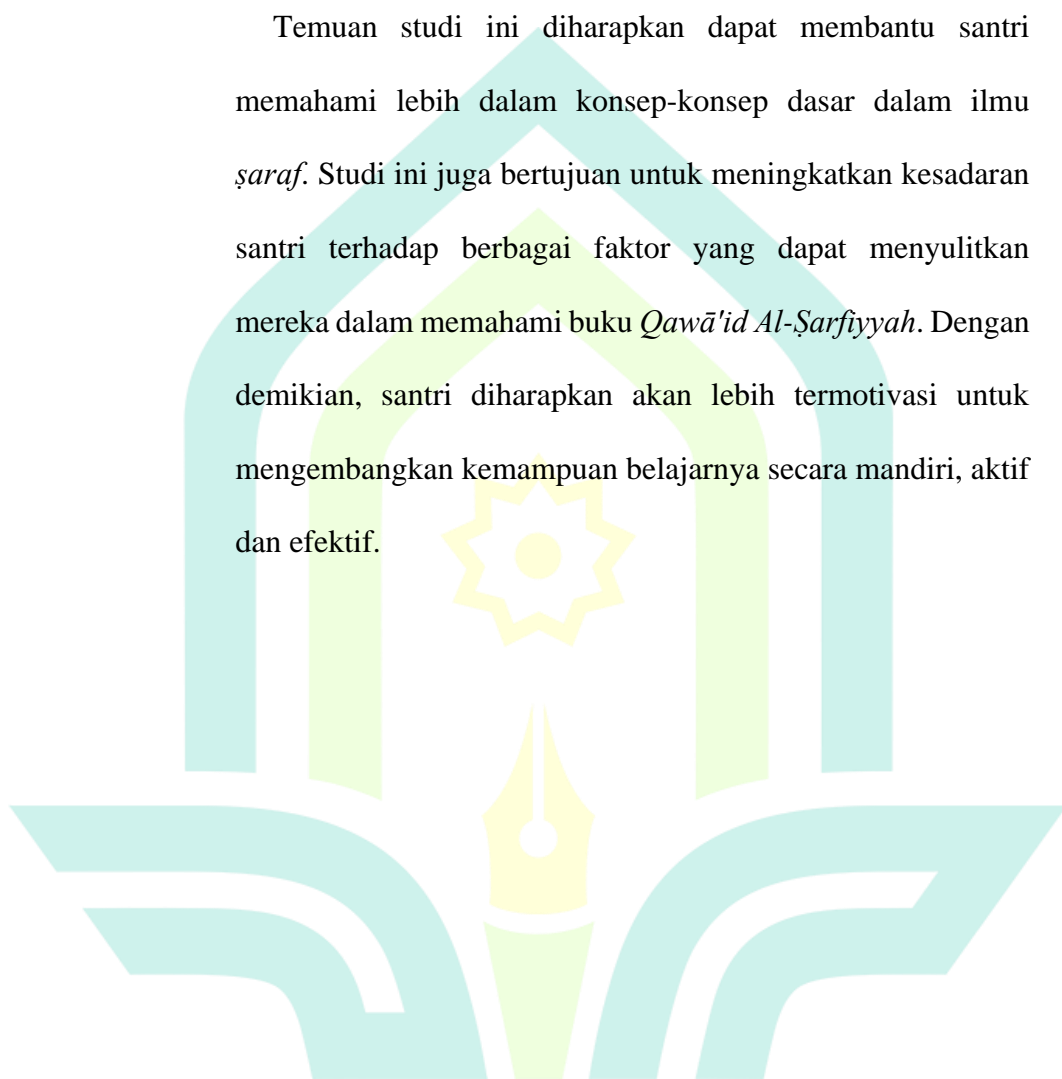 Temuan studi ini diharapkan dapat membantu santri
memahami lebih dalam konsep-konsep dasar dalam ilmu
ṣaraf. Studi ini juga bertujuan untuk meningkatkan kesadaran
santri terhadap berbagai faktor yang dapat menyulitkan
mereka dalam memahami buku Qawā'id Al-Ṣarfiyyah. Dengan
demikian, santri diharapkan akan lebih termotivasi untuk
mengembangkan kemampuan belajarnya secara mandiri, aktif
dan efektif.